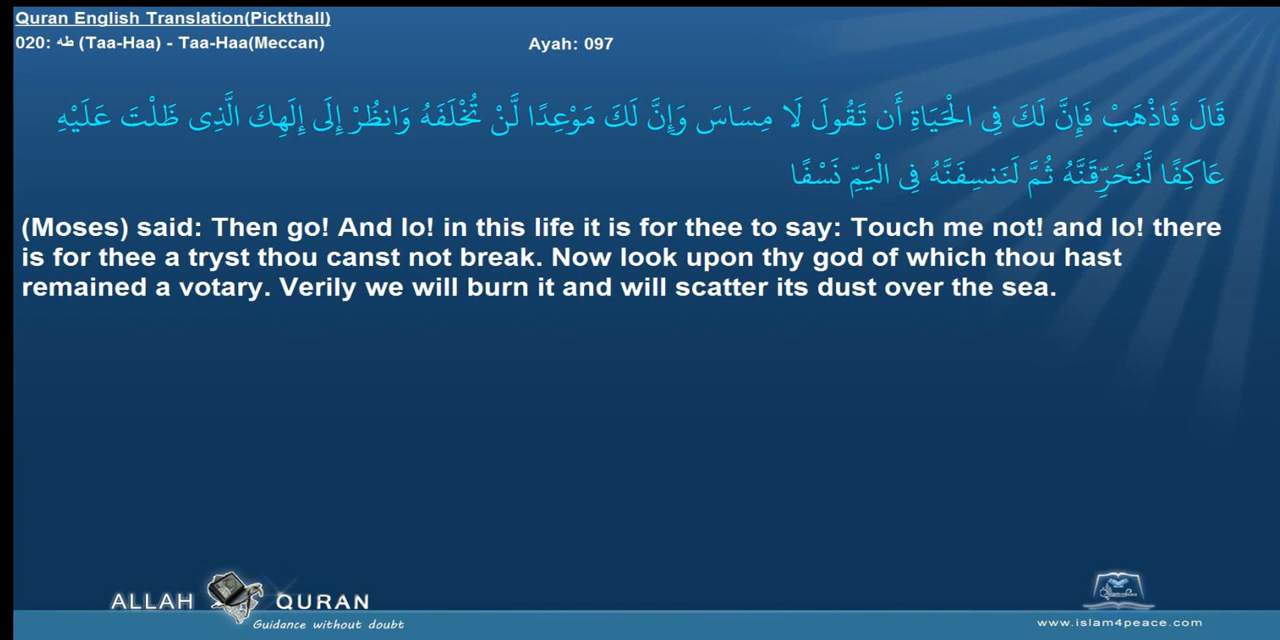 Quran English Translation(Pickthall)
020: طه (Taa-Haa) - Taa-Haa(Meccan) Ayah: 097
قَالَ فَاذْهَبْ فَإِنَّ لَكَ فِى الْحَيَاةِ أَن تَقُولَ لَا مِسَاسَ وَإِنَّ لَكَ مَوْعِدًا لَّنْ تُخْلَفَهُ وَانظُرْ إِلَى إِلَهِكَ الَّذِى ظَلْتَ عَلَيْهِ
عَاكِفًا لَّنُحَرِّقَنَّهُ ثُمَّ لَنَنسِفَنَّهُ فِى الْيَمِّ نَسْفًا
(Moses) said: Then go! And lo! in this life it is for thee to say: Touch me not! and lo! there
is for thee a tryst thou canst not break. Now look upon thy god of which thou hast
remained a votary. Verily we will burn it and will scatter its dust over the sea.
ALLAH QURAN
Guidance without doubt
www.islam4peace.com